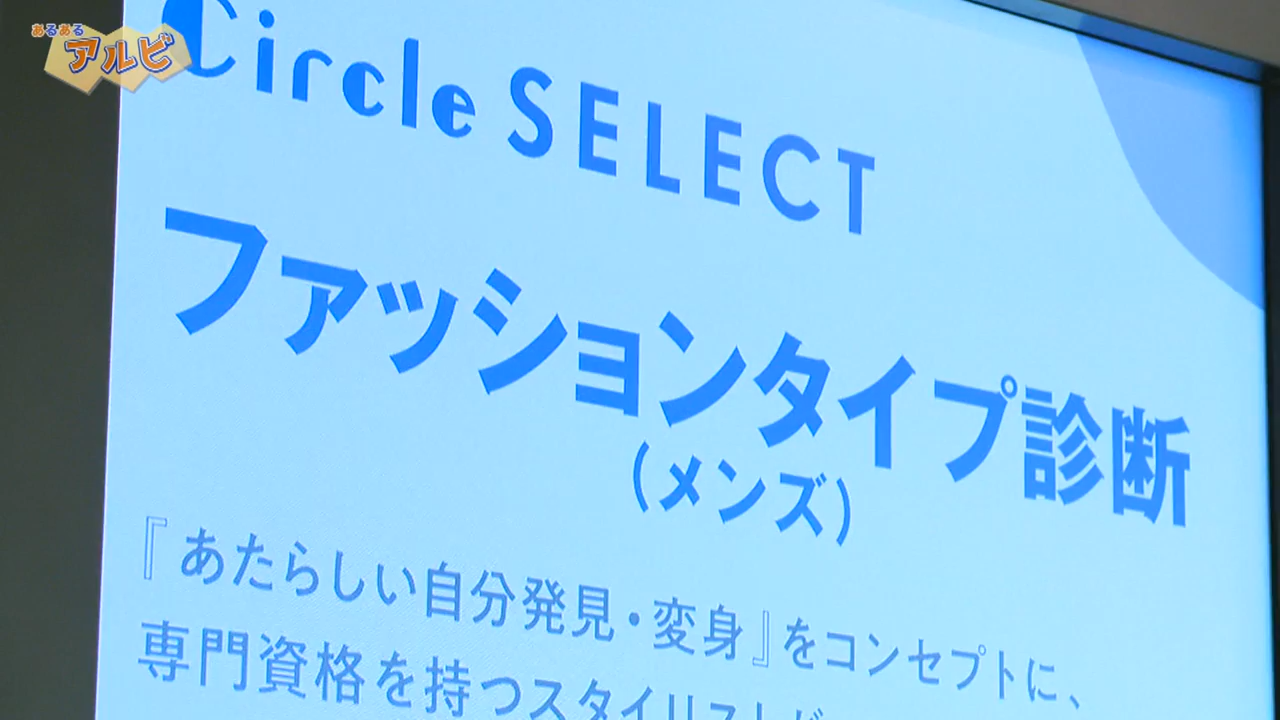 あるある
アルビ
Circle SELECT
ファッションタイプ診断
(メンズ)
『あたらしい自分発見・変身』をコンセプトに、
専門資格を持つスタイリストが